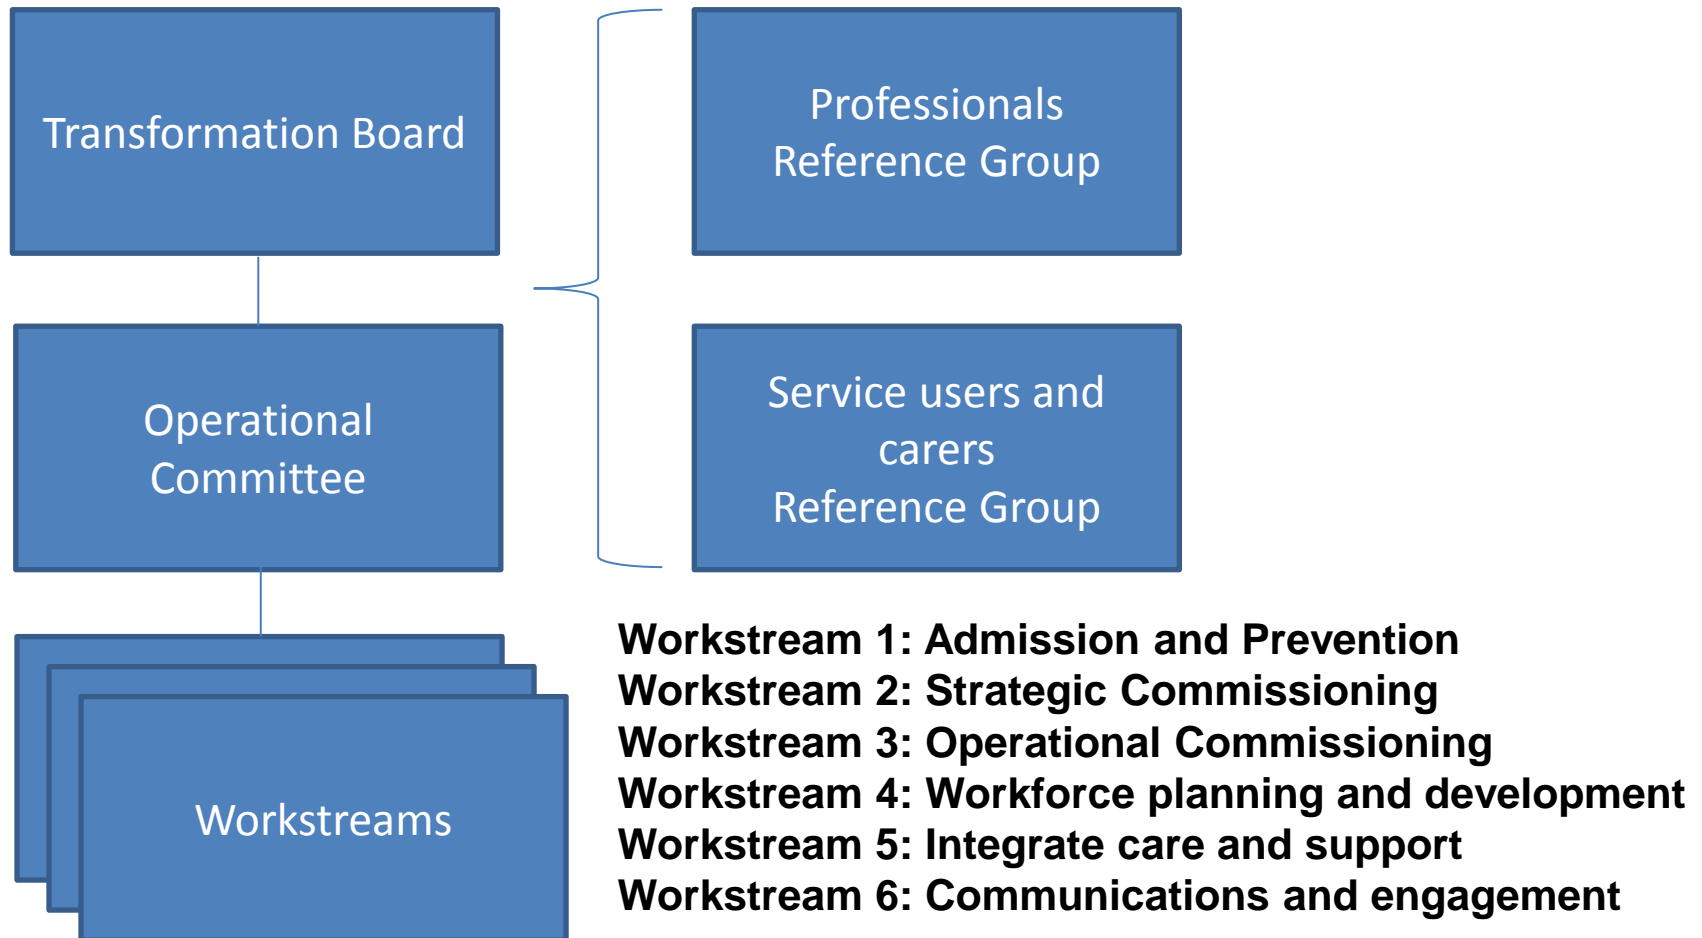 Transformation Board
Professionals
Reference Group
Operational
Committee
Service users and
carers
Reference Group
Workstreams
Workstream 1: Admission and Prevention
Workstream 2: Strategic Commissioning
Workstream 3: Operational Commissioning
Workstream 4: Workforce planning and development
Workstream 5: Integrate care and support
Workstream 6: Communications and engagement